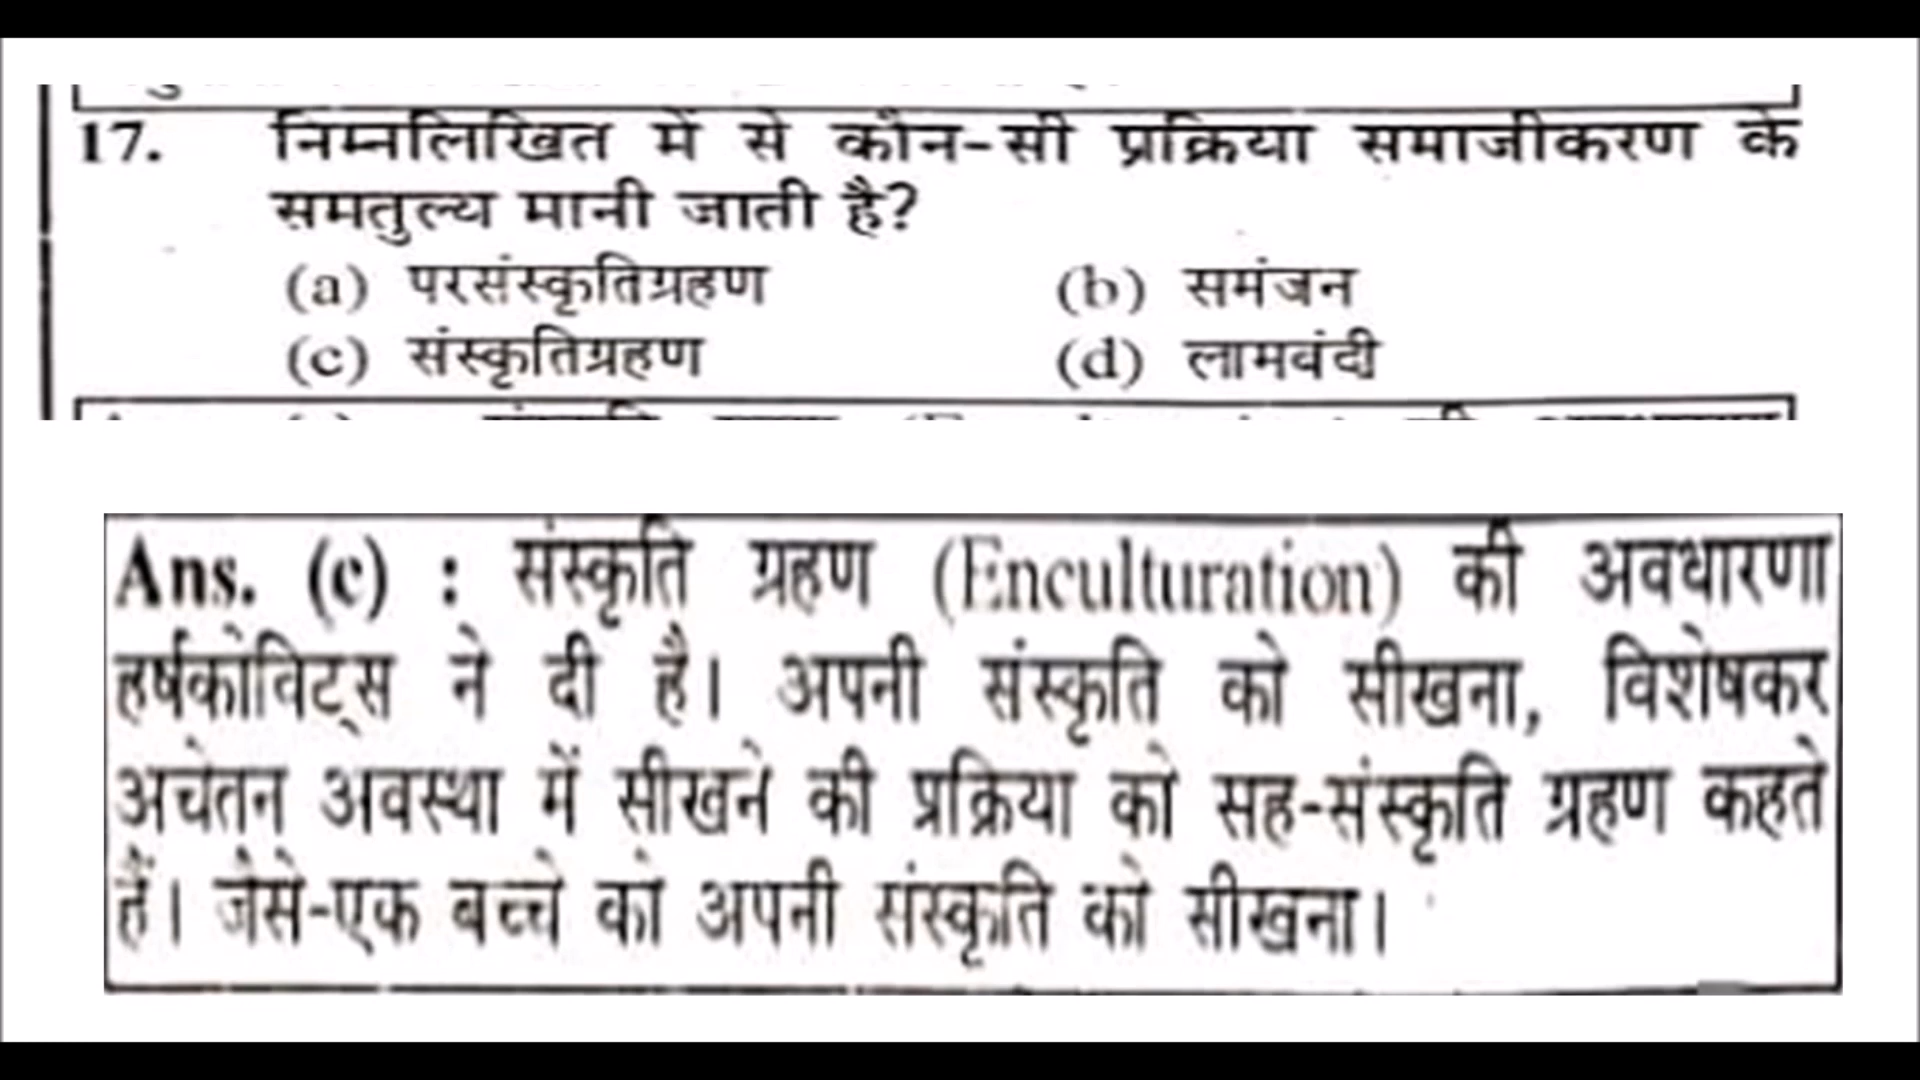 17. निम्नलिखित में से कौन-सी प्रक्रिया समाजीकरण के
समतुल्य मानी जाती है?
(a) परसंस्कृतिग्रहण (b) समंजन
(c) संस्कृतिग्रहण (d) लामबंदी
Ans. (c) : संस्कृति ग्रहण (Enculturation) की अवधारणा
हर्षकोविट्स ने दी है। अपनी संस्कृति को सीखना, विशेषकर
अचेतन अवस्था में सीखने की प्रक्रिया को सह-संस्कृति ग्रहण कहते
हैं। जैसे-एक बच्चे को अपनी संस्कृति को सीखना।